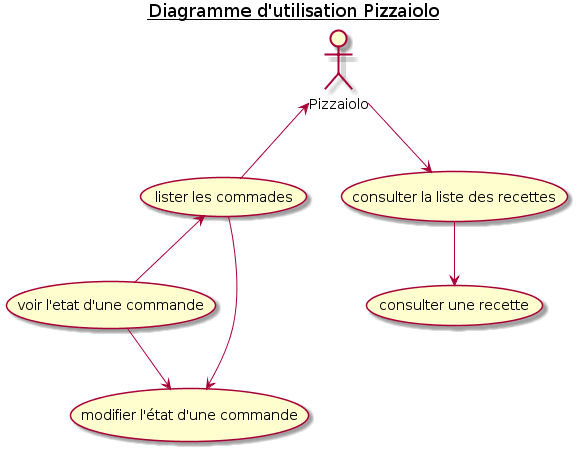 Diagramme d'utilisation Pizzaiolo
Pizzaiolo
lister les commades
consulter la liste des recettes
voir l'etat d'une commande
consulter une recette
modifier l'état d'une commande